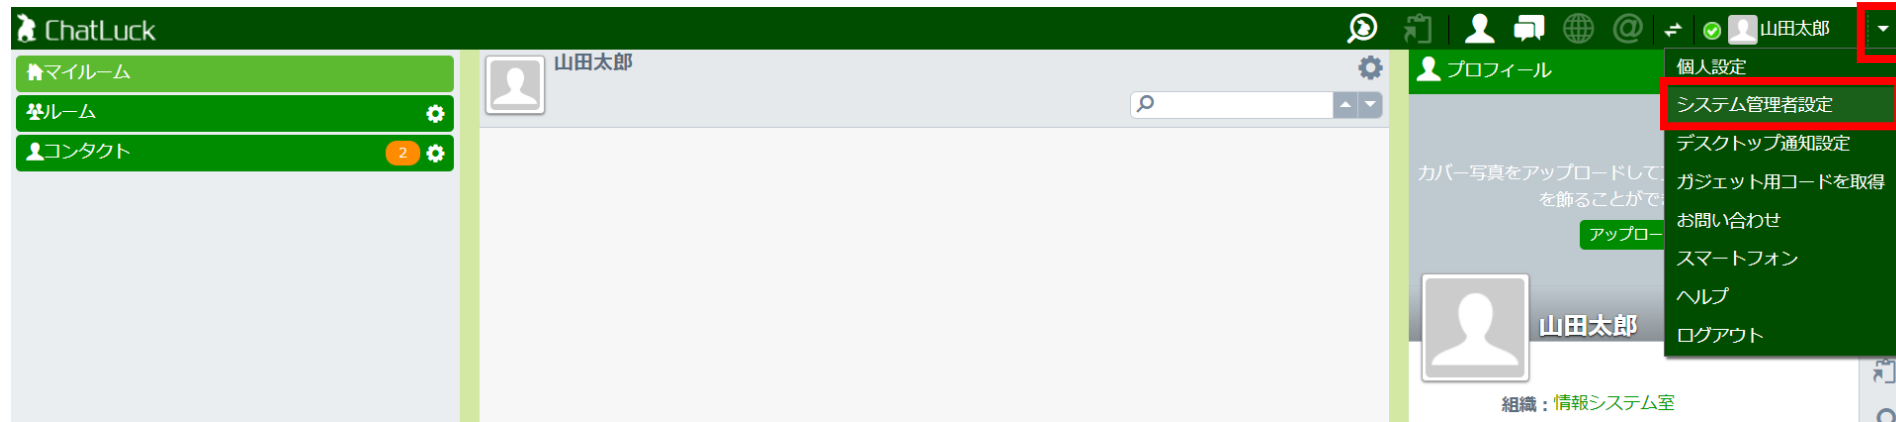 ChatLuck
山田太郎
マイルーム
ルーム
コンタクト
2
山田太郎
プロフィール
カバー写真をアップロードして
を飾ることがで
アップロー
山田太郎
組織：情報システム室
個人設定
システム管理者設定
デスクトップ通知設定
ガジェット用コードを取得
お問い合わせ
スマートフォン
ヘルプ
ログアウト